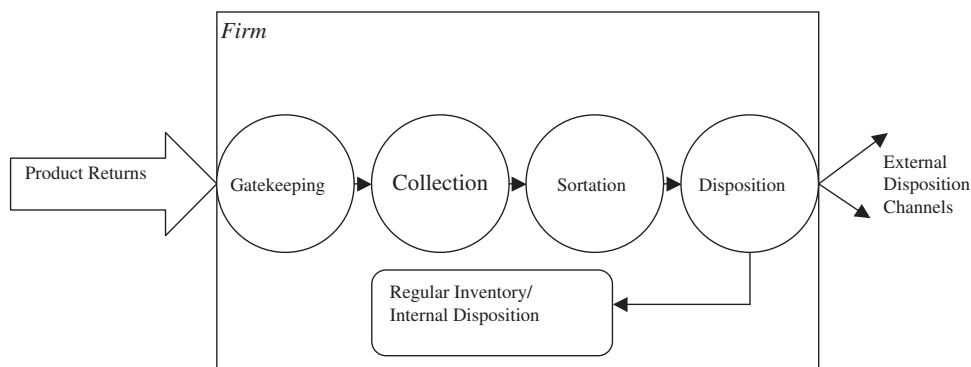 Firm
Product Returns
Gatekeeping
Collection
Sortation
Disposition
External
Disposition
Channels
Regular Inventory/
Internal Disposition